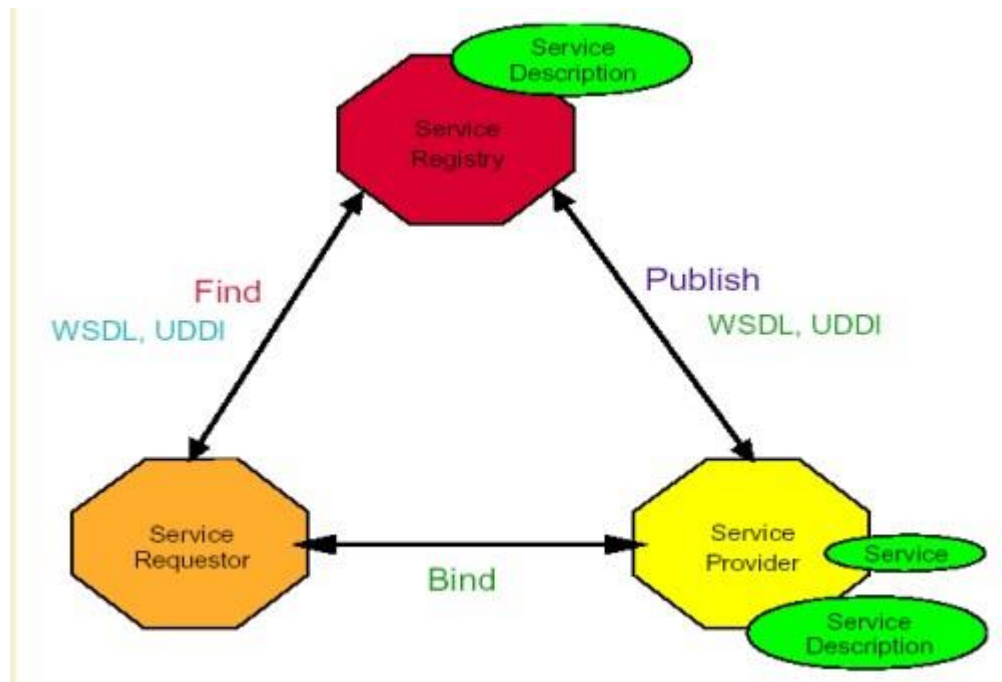 Service
Description
Service
Registry
Find
WSDL, UDDI
Publish
WSDL, UDDI
Service
Requestor
Bind
Service
Provider
Service
Service
Description